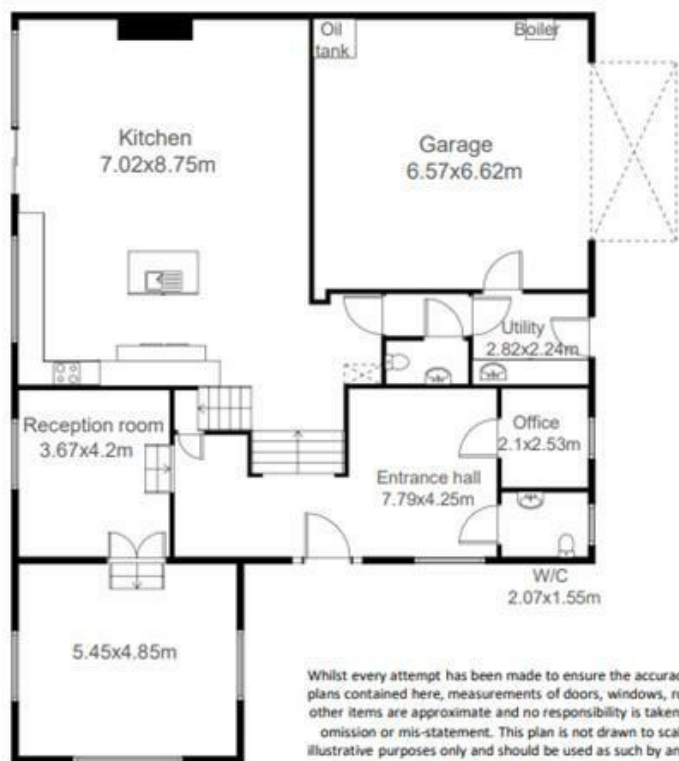 Oil
tank
Boiler
Kitchen
7.02x8.75m
Garage
6.57x6.62m
Utility
2.82x2.24m
Reception room
3.67x4.2m
Office
2.1x2.53m
Entrance hall
7.79x4.25m
W/C
2.07x1.55m
5.45x4.85m
Whilst every attempt has been made to ensure the
plans contained here, measurements of doors, windows,
other items are approximate and no responsibility is taken
omission or mis-statement. This plan is not drawn to
illustrative purposes only and should be used as such by